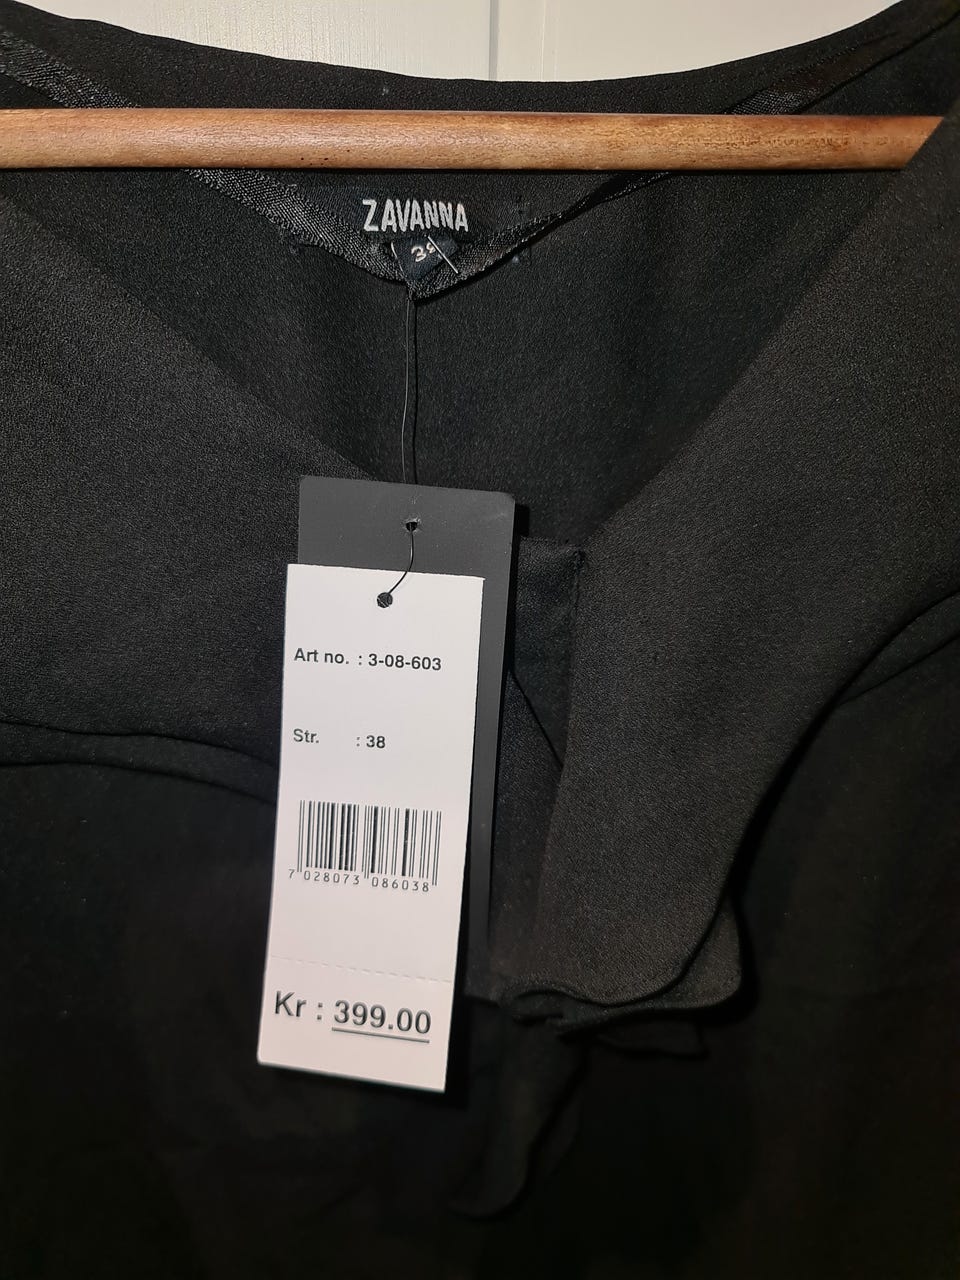 ZAVANNA
38
Art no. : 3-08-603
Str. : 38
7 028073 086038
Kr : 399.00